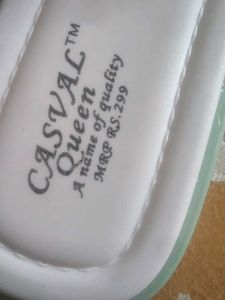 CASVAL™
Queen
A name of quality
MRP RS.299